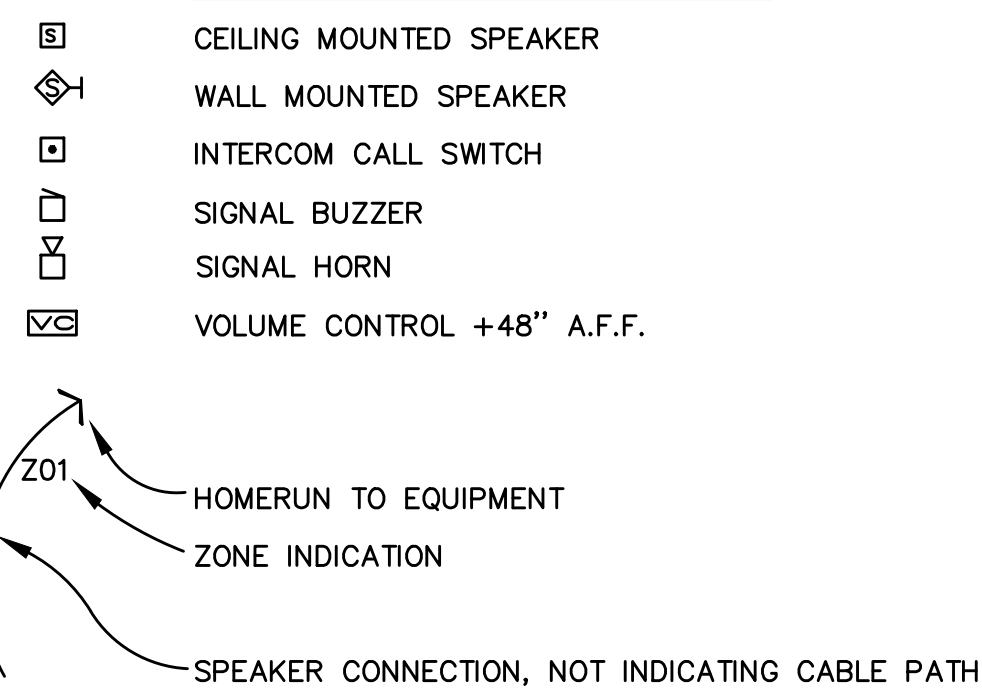 S CEILING MOUNTED SPEAKER
S WALL MOUNTED SPEAKER
INTERCOM CALL SWITCH
SIGNAL BUZZER
SIGNAL HORN
VC VOLUME CONTROL +48" A.F.F.
Z01
HOMERUN TO EQUIPMENT
ZONE INDICATION
SPEAKER CONNECTION, NOT INDICATING CABLE PATH